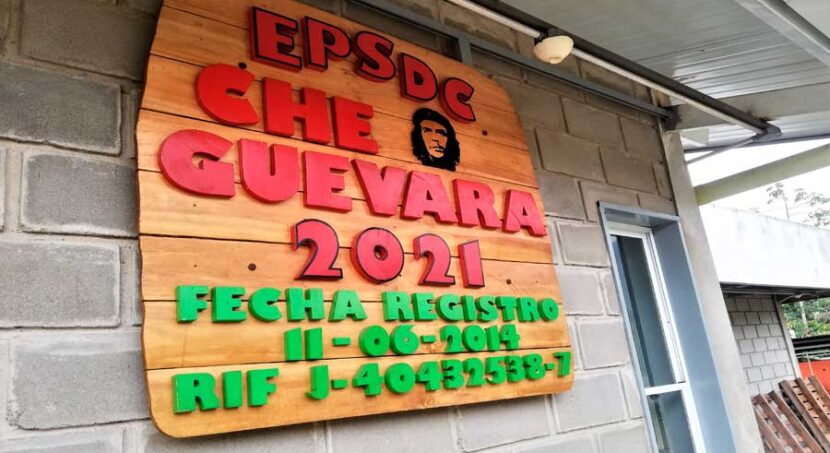 EPSDC
CHE
GUEVARA
2021
FECHA REGISTRO
11-06-2014
RIF J-40432538-7